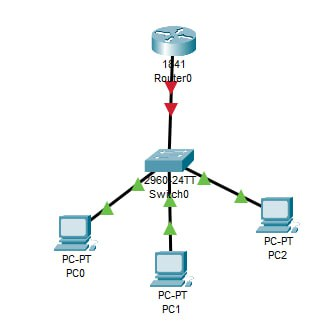 1841
Router0
2960-24TT
Switch0
PC-PT
PC0
PC-PT
PC1
PC-PT
PC2